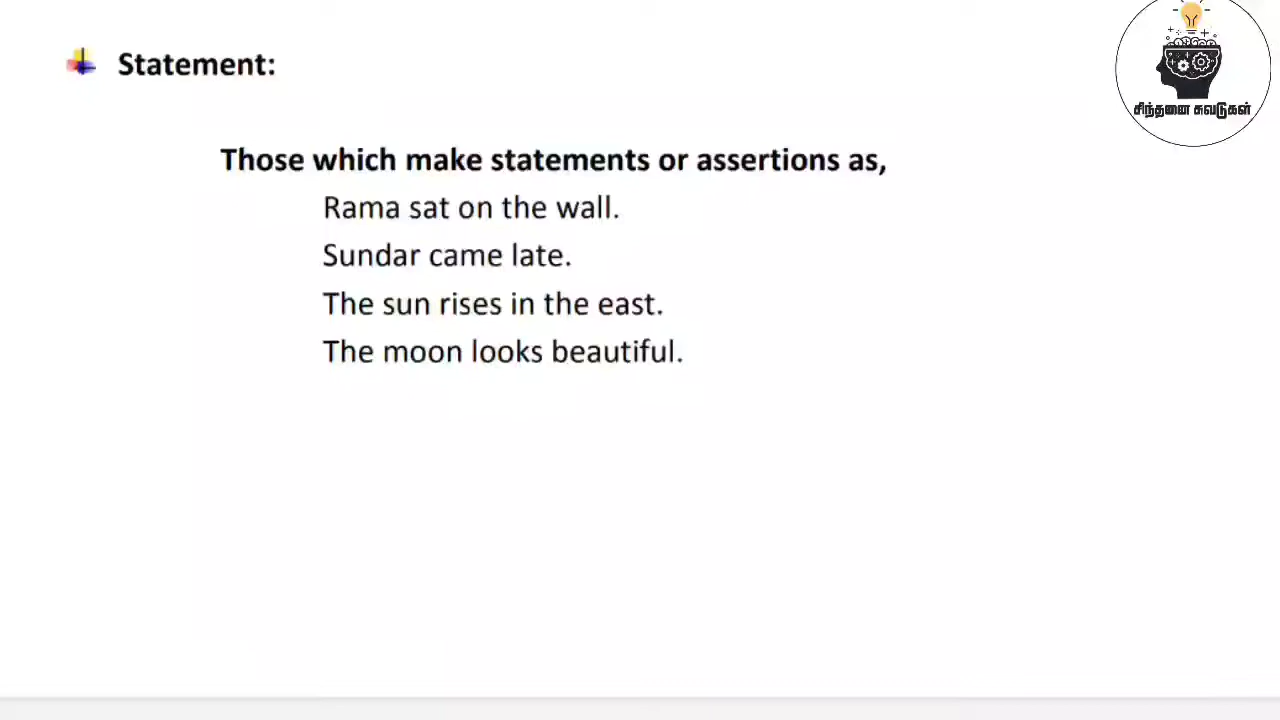 Statement:
சிந்தனை சுவடுகள்
Those which make statements or assertions as,
Rama sat on the wall.
Sundar came late.
The sun rises in the east.
The moon looks beautiful.